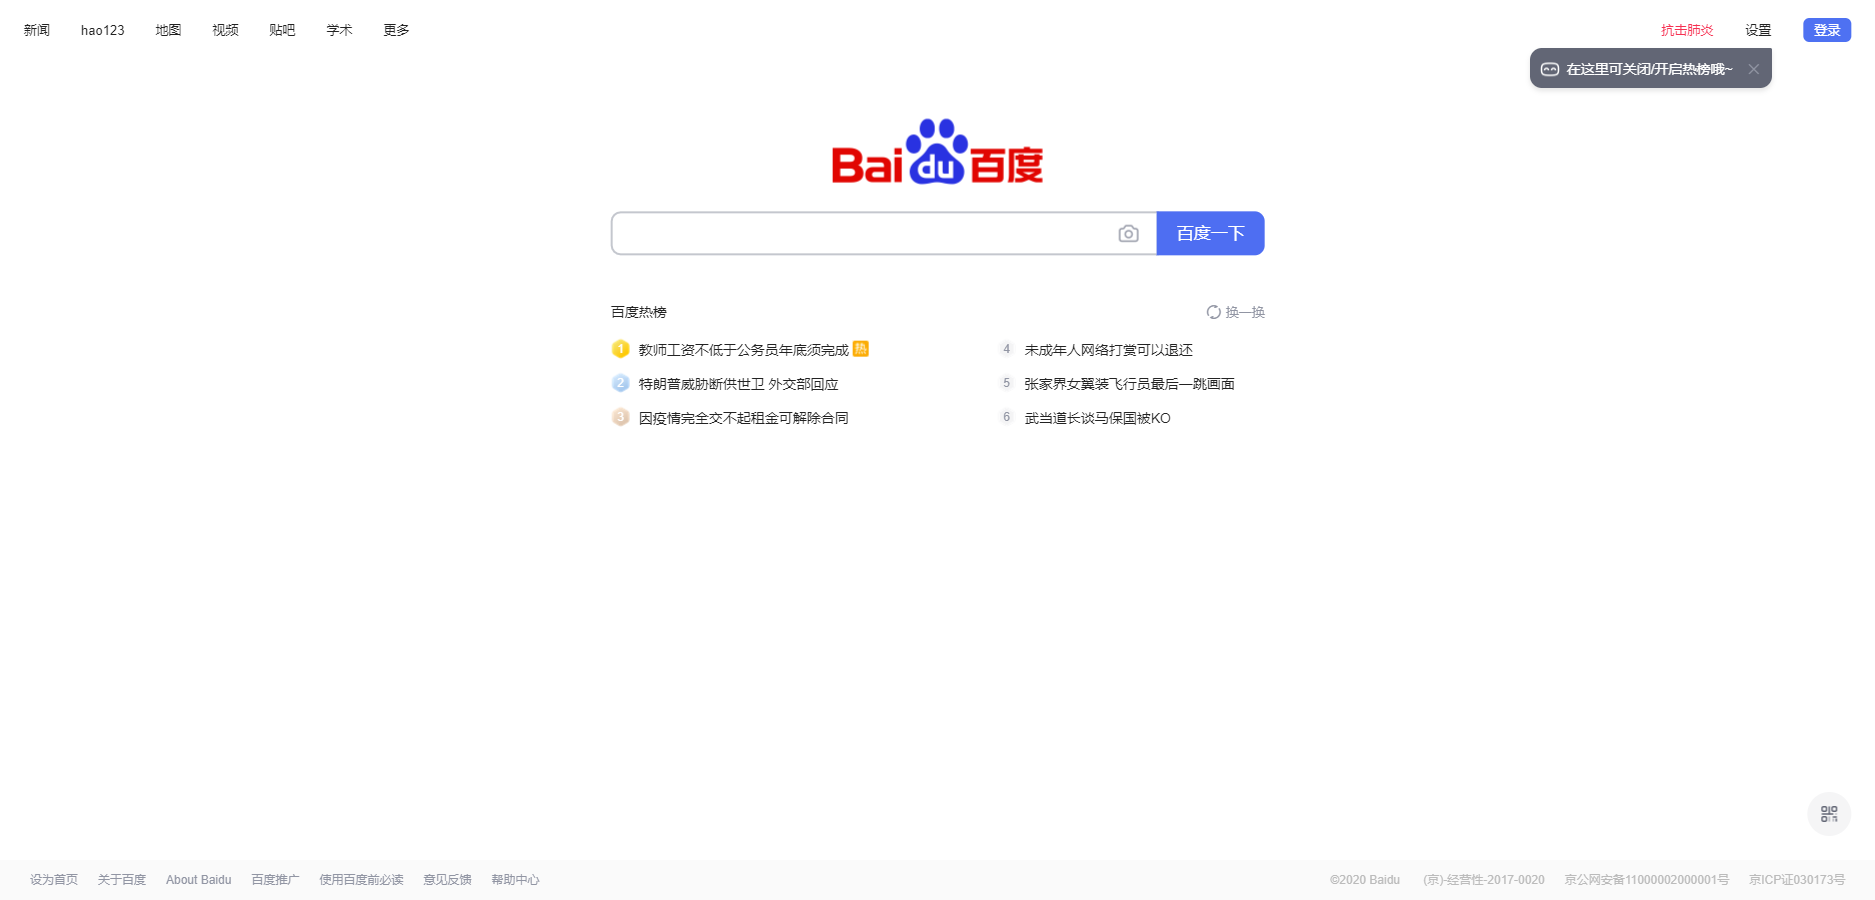 新闻 hao123 地图 视频 贴吧 学术 更多 抗击肺炎 设置 登录
在这里可关闭/开启热榜哦~
Bai du 百度
百度一下
百度热榜 换一换
1 教师工资不低于公务员年底须完成 热
2 特朗普威胁断供世卫 外交部回应
3 因疫情完全交不起租金可解除合同
4 未成年人网络打赏可以退还
5 张家界女翼装飞行员最后一跳画面
6 武当道长谈马保国被KO
设为首页 关于百度 About Baidu 百度推广 使用百度前必读 意见反馈 帮助中心 ©2020 Baidu (京)-经营性-2017-0020 京公网安备11000002000001号 京ICP证030173号